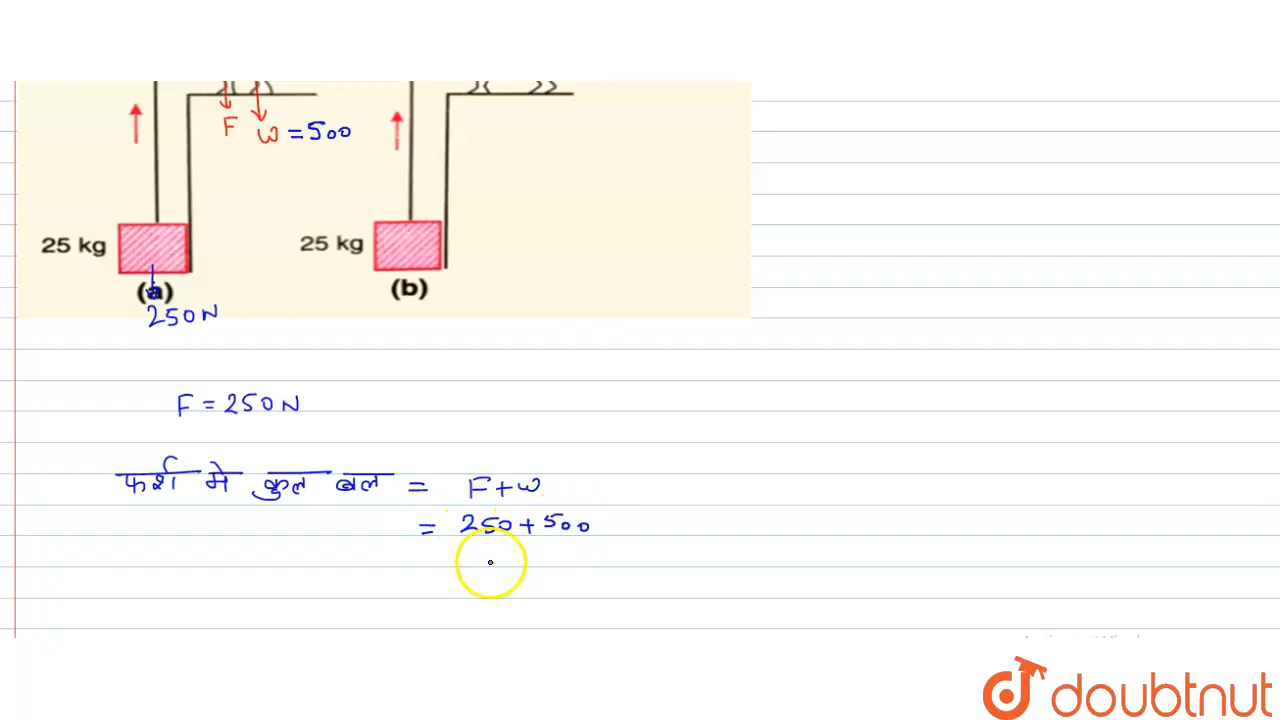 F
W = 500
25 kg
25 kg
(a)
(b)
250 N
F = 250 N
फर्श मे कुल बल = F + W
= 250 + 500
doubtnut